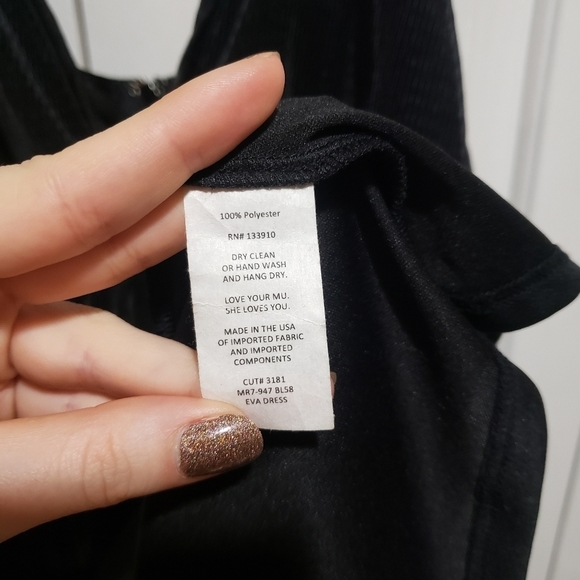 100% Polyester
RN# 133910
DRY CLEAN
OR HAND WASH
AND HANG DRY.
LOVE YOUR MU.
SHE LOVES YOU.
MADE IN THE USA
OF IMPORTED FABRIC
AND IMPORTED
COMPONENTS
CUT# 3181
MR7-947 BL58
EVA DRESS